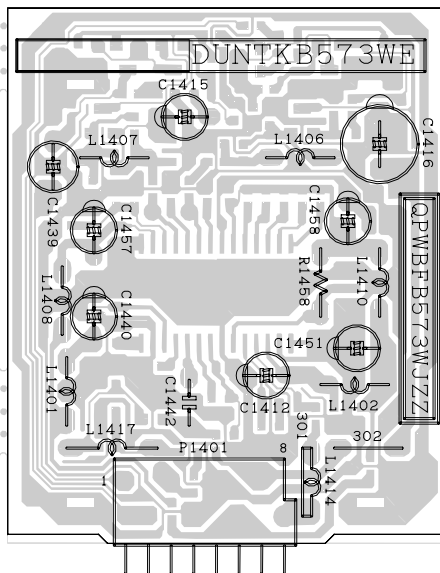 DUNTKB573WE
C1415
L1407
L1406
C1416
C1439
C1457
C1458
QPWBFB573WJZZ
R1458
L1410
L1408
C1440
C1451
L1401
C1442
C1412
L1402
L1417
P1401
8
301
302
1
L1414